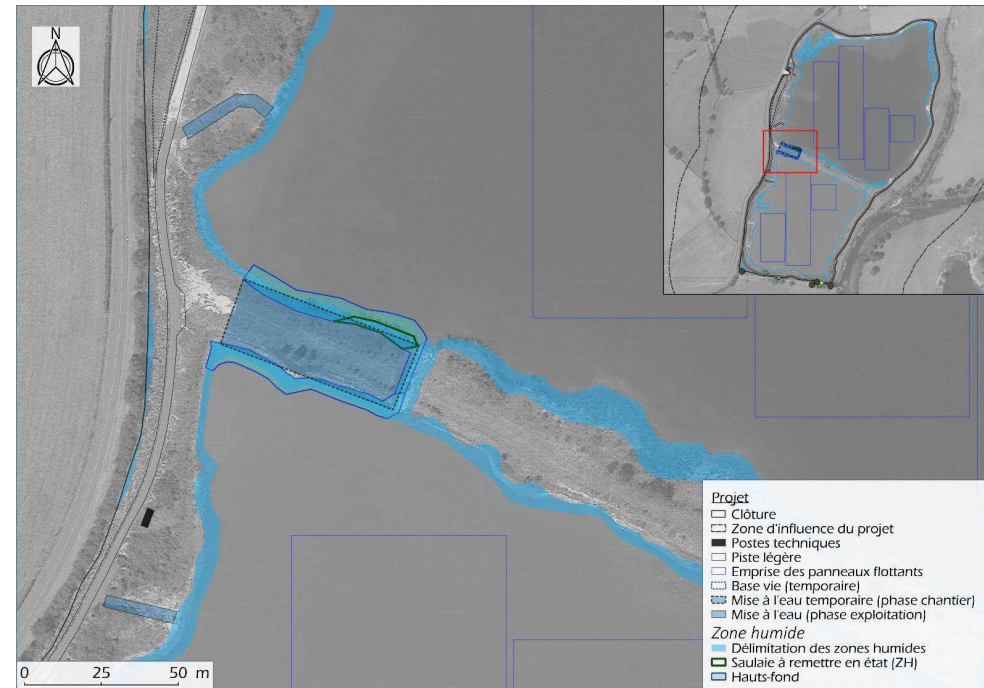 N
Projet
Clôture
Zone d'influence du projet
Postes techniques
Piste légère
Emprise des panneaux flottants
Base vie (temporaire)
Mise à l'eau temporaire (phase chantier)
Mise à l'eau (phase exploitation)
Zone humide
Délimitation des zones humides
Saulaie à remettre en état (ZH)
Hauts-fond
0 25 50 m